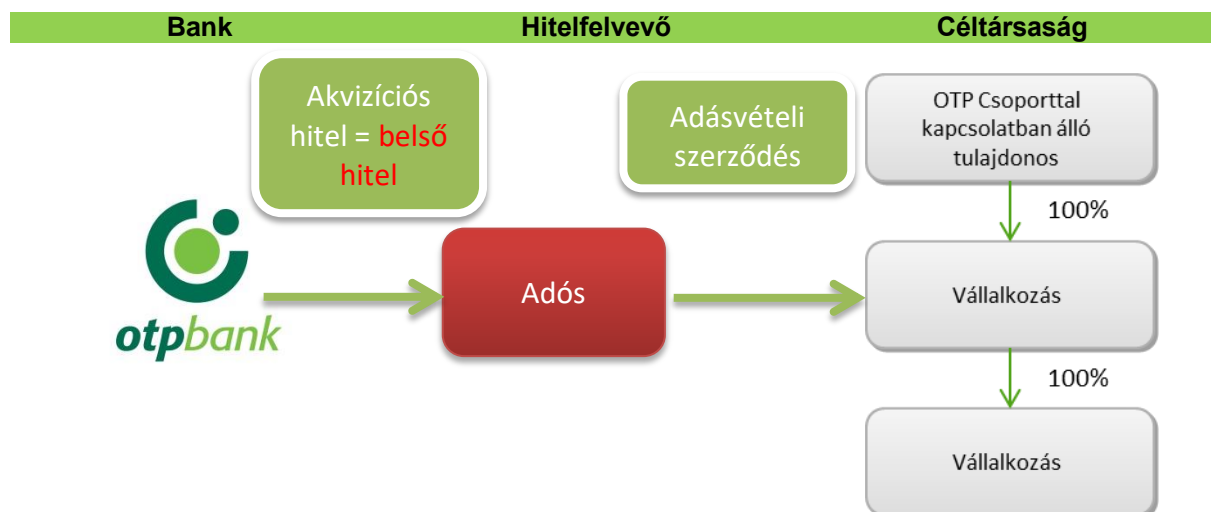 Bank
Hitelfelvevő
Céltársaság
Akvizíciós
hitel = belső
hitel
Adásvételi
szerződés
OTP Csoporttal
kapcsolatban álló
tulajdonos
100%
otpbank
Adós
Vállalkozás
100%
Vállalkozás